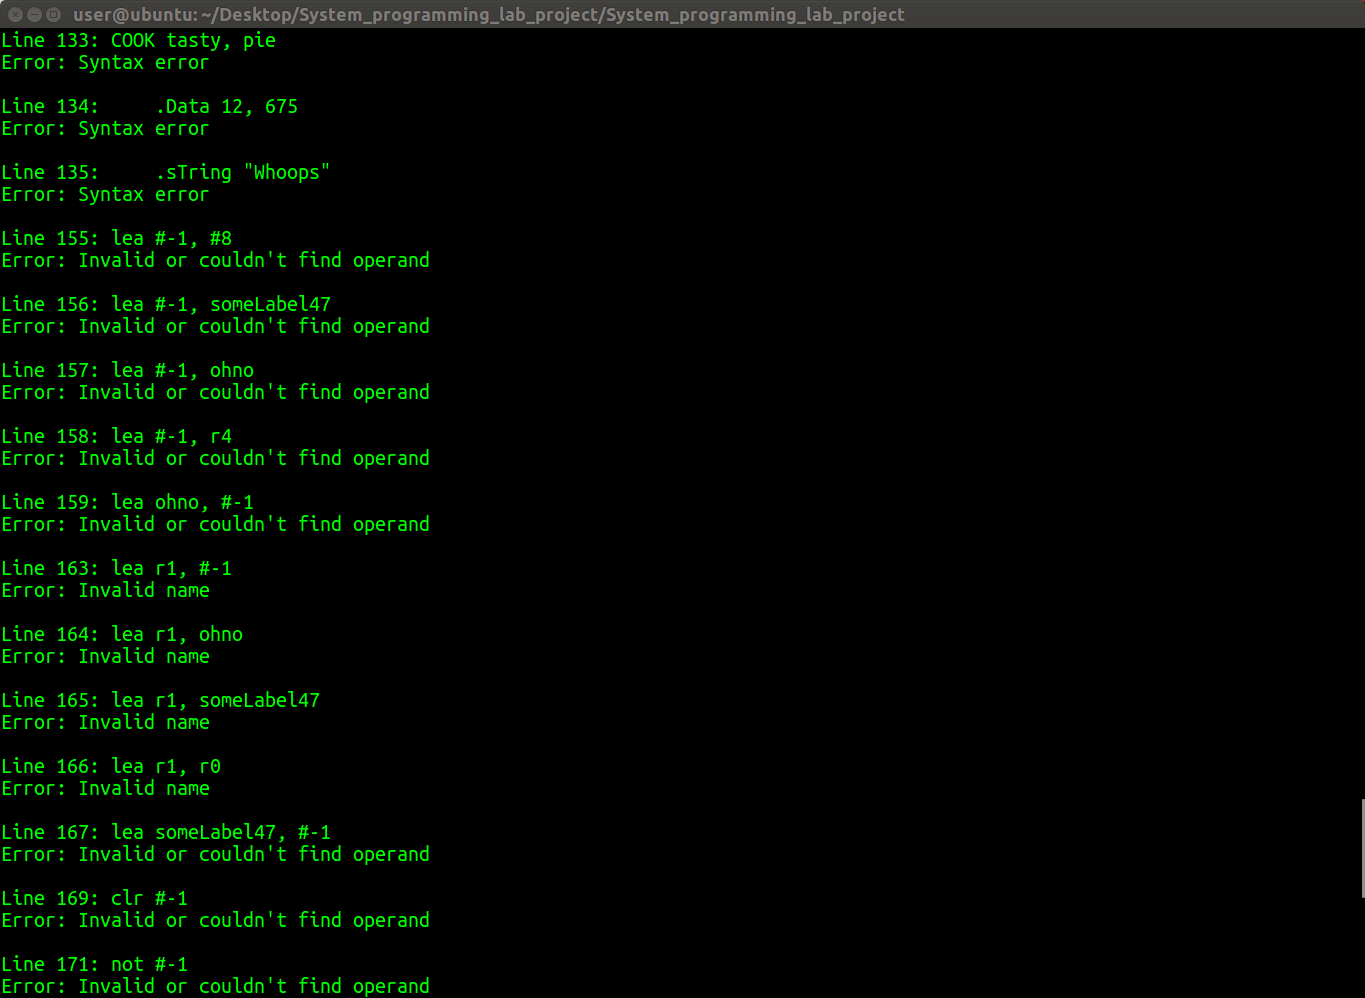 user@ubuntu: ~/Desktop/System_programming_lab_project/System_programming_lab_project
Line 133: COOK tasty, pie
Error: Syntax error
Line 134:     .Data 12, 675
Error: Syntax error
Line 135:     .sTring "Whoops"
Error: Syntax error
Line 155: lea #-1, #8
Error: Invalid or couldn't find operand
Line 156: lea #-1, someLabel47
Error: Invalid or couldn't find operand
Line 157: lea #-1, ohno
Error: Invalid or couldn't find operand
Line 158: lea #-1, r4
Error: Invalid or couldn't find operand
Line 159: lea ohno, #-1
Error: Invalid or couldn't find operand
Line 163: lea r1, #-1
Error: Invalid name
Line 164: lea r1, ohno
Error: Invalid name
Line 165: lea r1, someLabel47
Error: Invalid name
Line 166: lea r1, r0
Error: Invalid name
Line 167: lea someLabel47, #-1
Error: Invalid or couldn't find operand
Line 169: clr #-1
Error: Invalid or couldn't find operand
Line 171: not #-1
Error: Invalid or couldn't find operand